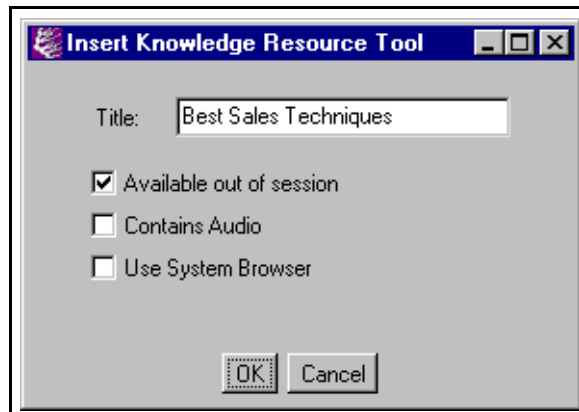 Insert Knowledge Resource Tool
Title: Best Sales Techniques
Available out of session
Contains Audio
Use System Browser
OK Cancel